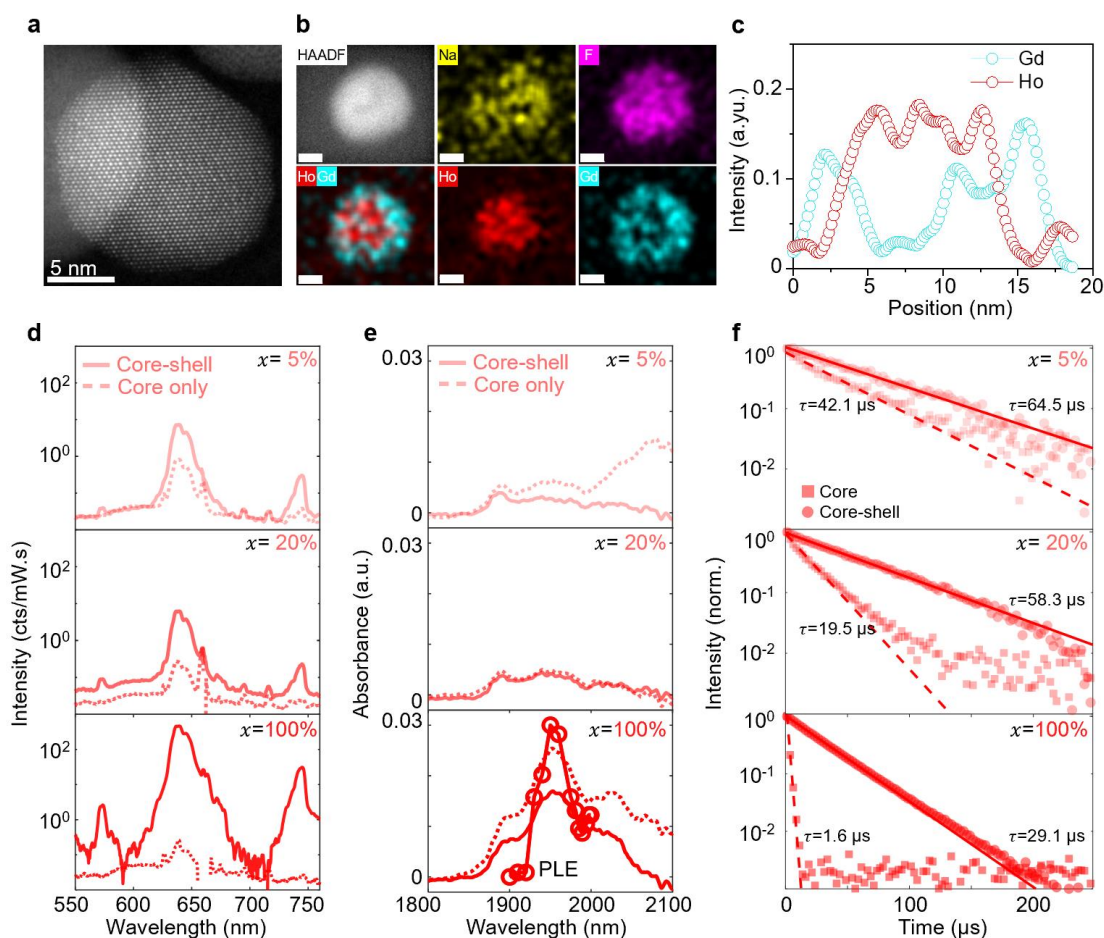 a
5 nm
b
HAADF
Na
F
HoGd
Ho
Gd
c
Gd
Ho
0.2
0.1
0
Intensity (a.yu.)
0
5
10
15
20
Position (nm)
d
Core-shell
Core only
x= 5%
10²
10⁰
x= 20%
10²
10⁰
x=100%
10²
10⁰
Intensity (cts/mW.s)
550
600
650
700
750
Wavelength (nm)
e
0.03
Core-shell
Core only
x= 5%
0
0.03
x= 20%
0
0.03
x=100%
PLE
0
Absorbance (a.u.)
1800
1900
2000
2100
Wavelength (nm)
f
10⁰
x= 5%
10⁻¹
τ=42.1 µs
τ=64.5 µs
10⁻²
Core
Core-shell
10⁰
x= 20%
10⁻¹
τ=58.3 µs
τ=19.5 µs
10⁻²
10⁰
x=100%
10⁻¹
10⁻²
τ=1.6 µs
τ=29.1 µs
Intensity (norm.)
0
100
200
Time (µs)